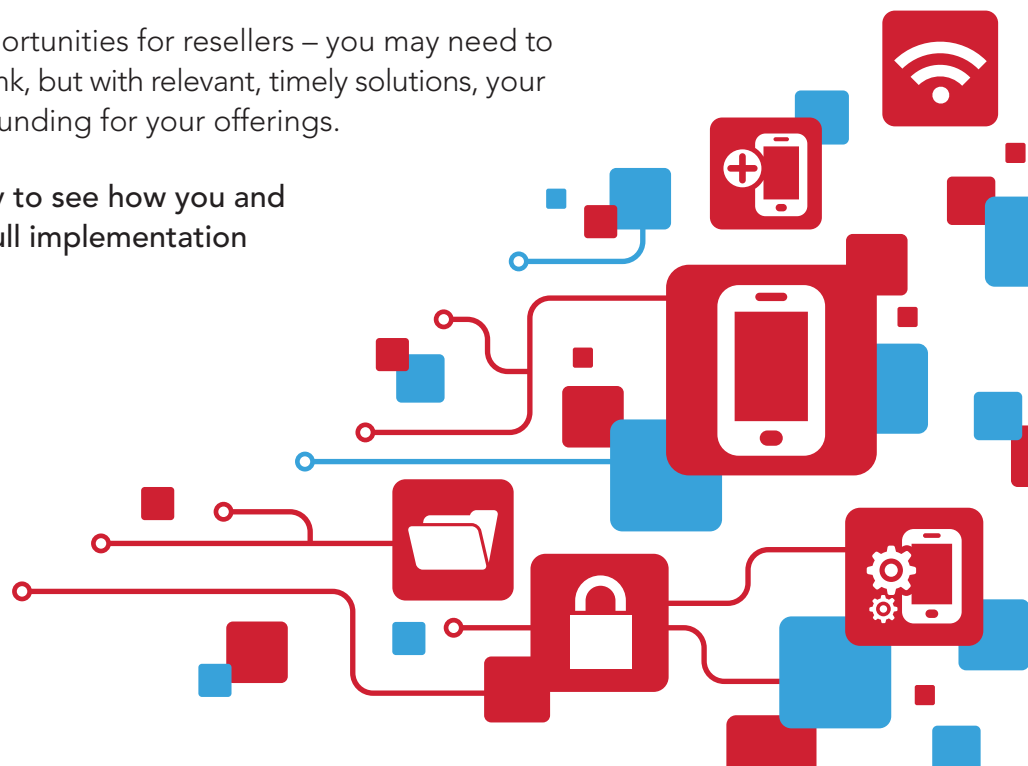 ortunities for resellers – you may need to
nk, but with relevant, timely solutions, your
unding for your offerings.
y to see how you and
ull implementation